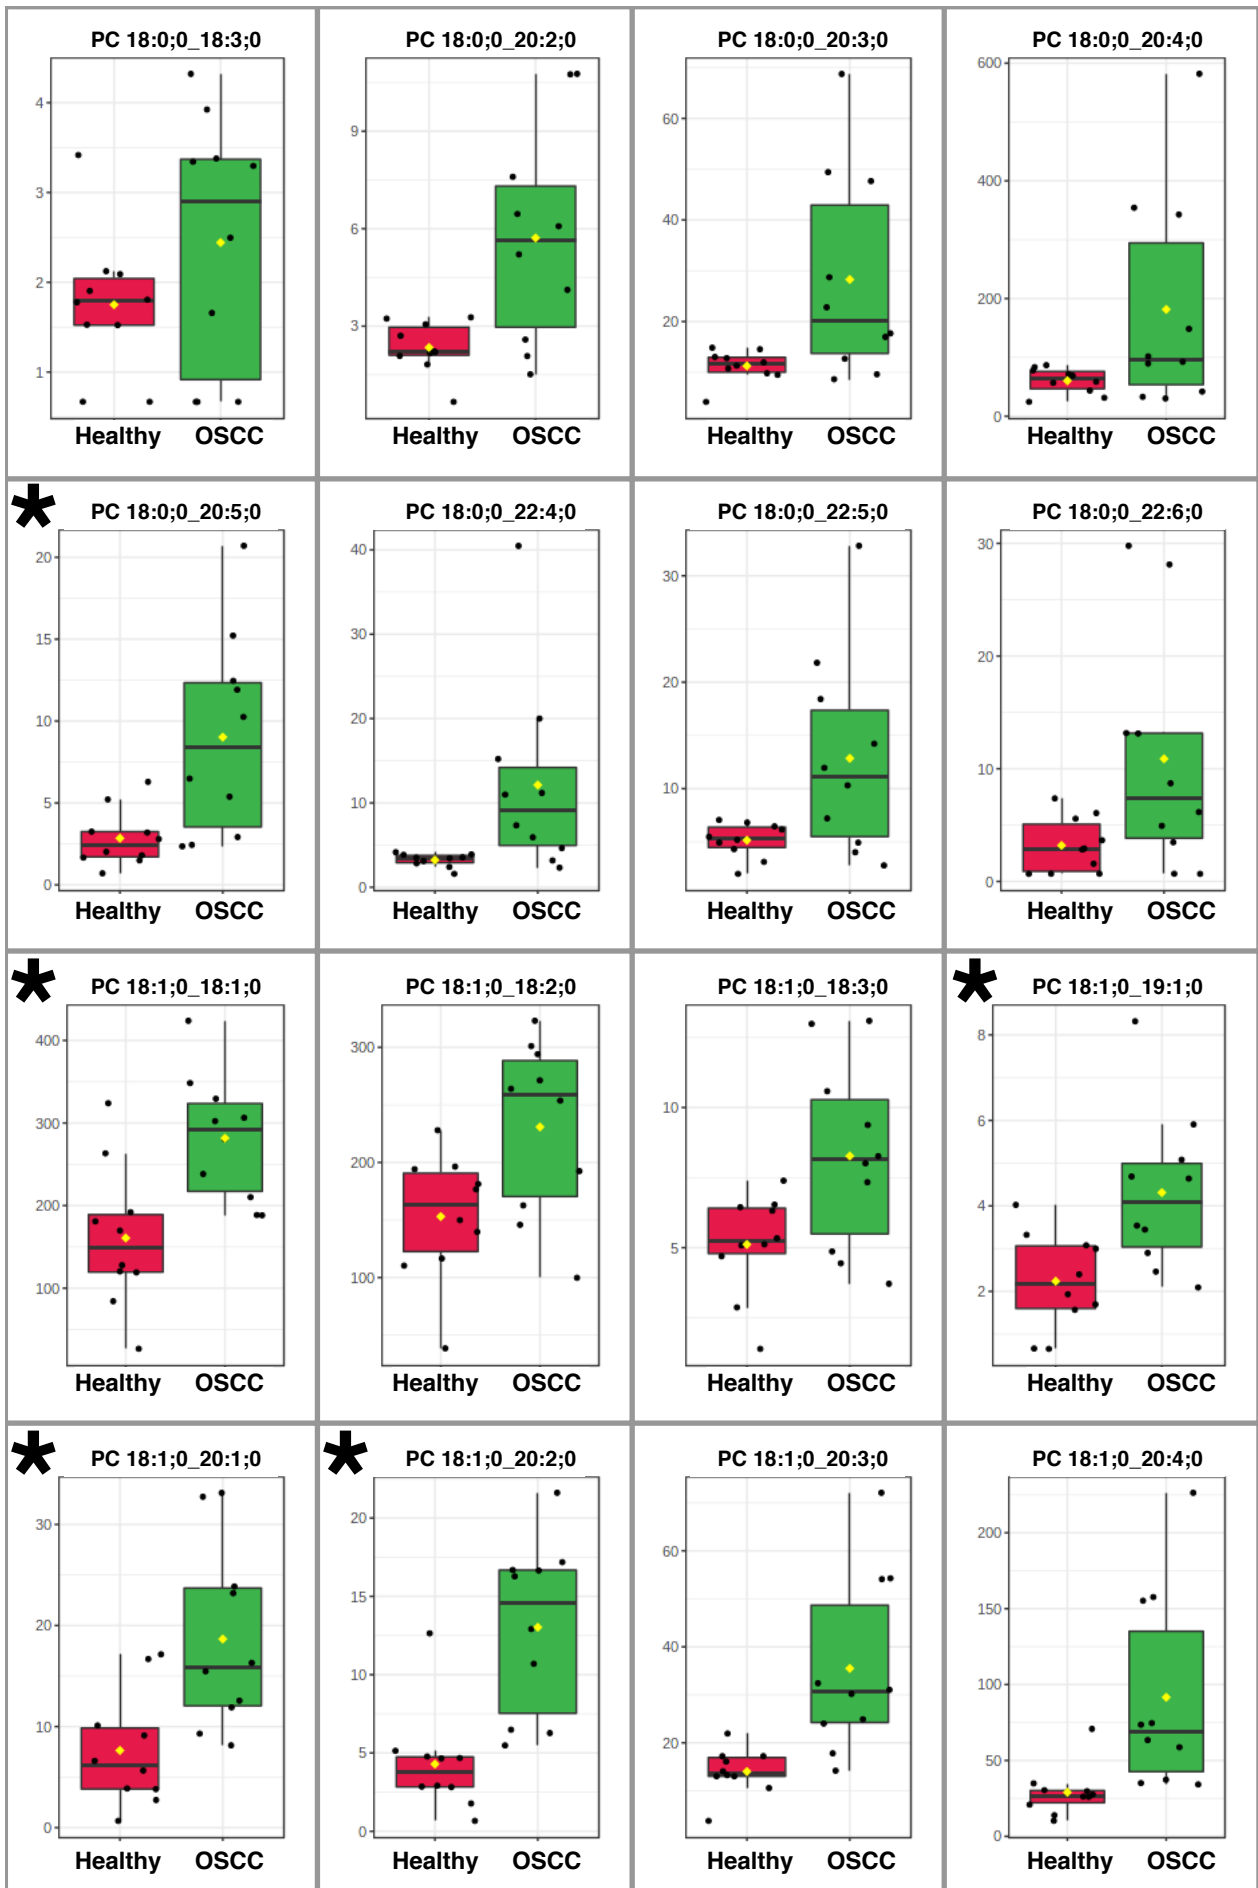 PC 18:0;0_18:3;0
4
3
2
1
Healthy OSCC
PC 18:0;0_20:2;0
9
6
3
Healthy OSCC
PC 18:0;0_20:3;0
60
40
20
Healthy OSCC
PC 18:0;0_20:4;0
600
400
200
0
Healthy OSCC
* PC 18:0;0_20:5;0
20
15
10
5
0
Healthy OSCC
PC 18:0;0_22:4;0
40
30
20
10
0
Healthy OSCC
PC 18:0;0_22:5;0
30
20
10
Healthy OSCC
PC 18:0;0_22:6;0
30
20
10
0
Healthy OSCC
* PC 18:1;0_18:1;0
400
300
200
100
Healthy OSCC
PC 18:1;0_18:2;0
300
200
100
Healthy OSCC
PC 18:1;0_18:3;0
10
5
Healthy OSCC
* PC 18:1;0_19:1;0
8
6
4
2
Healthy OSCC
* PC 18:1;0_20:1;0
30
20
10
0
Healthy OSCC
* PC 18:1;0_20:2;0
20
15
10
5
0
Healthy OSCC
PC 18:1;0_20:3;0
60
40
20
Healthy OSCC
PC 18:1;0_20:4;0
200
150
100
50
0
Healthy OSCC